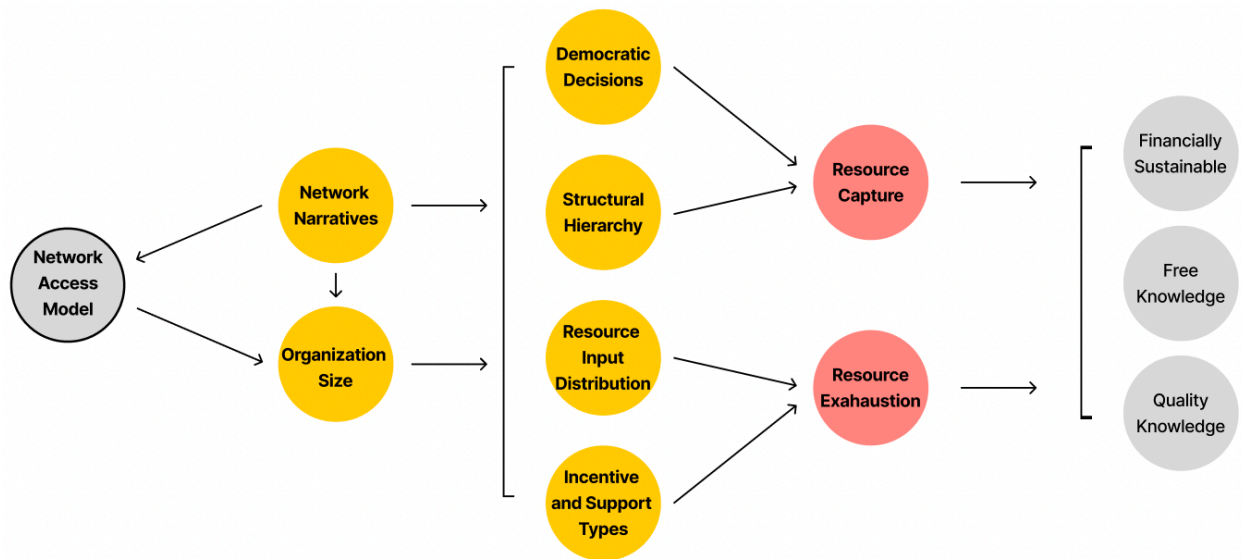 Network
Access
Model
Network
Narratives
Organization
Size
Democratic
Decisions
Structural
Hierarchy
Resource
Input
Distribution
Incentive
and Support
Types
Resource
Capture
Resource
Exahaustion
Financially
Sustainable
Free
Knowledge
Quality
Knowledge